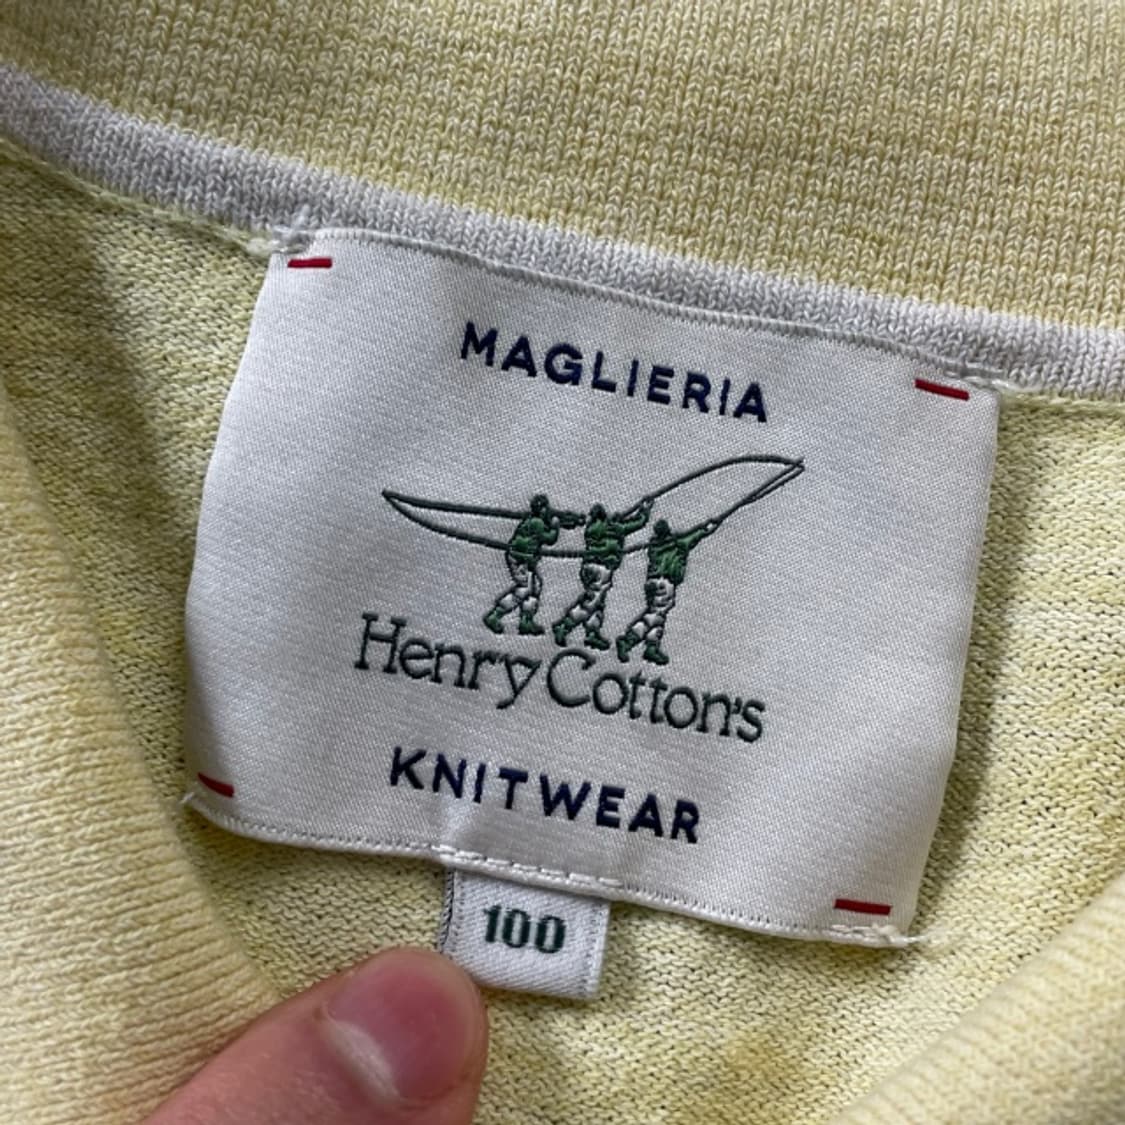 MAGLIERIA
Henry Cotton's
KNITWEAR
100